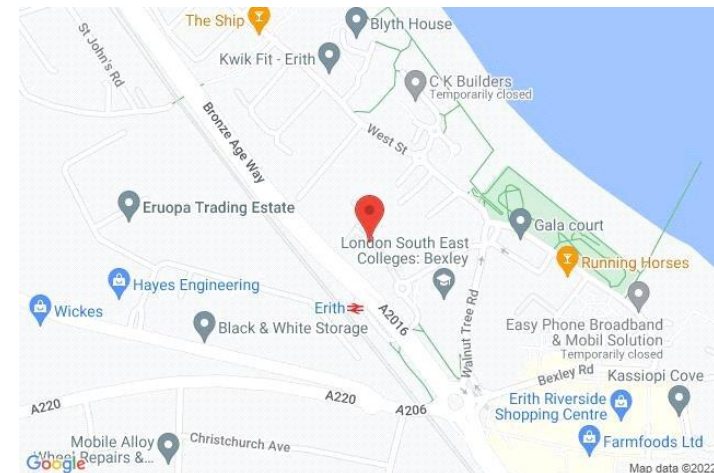 The Ship
Blyth House
St John's Rd
Kwik Fit - Erith
C K Builders
Temporarily closed
Bronze Age Way
West St
Eruopa Trading Estate
Gala court
London South East
Colleges: Bexley
Running Horses
Hayes Engineering
Wickes
Erith
A2016
Black & White Storage
Walnut Tree Rd
Easy Phone Broadband
& Mobil Solution
Temporarily closed
Bexley Rd
Kassiopi Cove
A220
A220
A206
Erith Riverside
Shopping Centre
Christchurch Ave
Mobile Alloy
Wheel Repairs &...
Farmfoods Ltd
Google
Map data ©2022